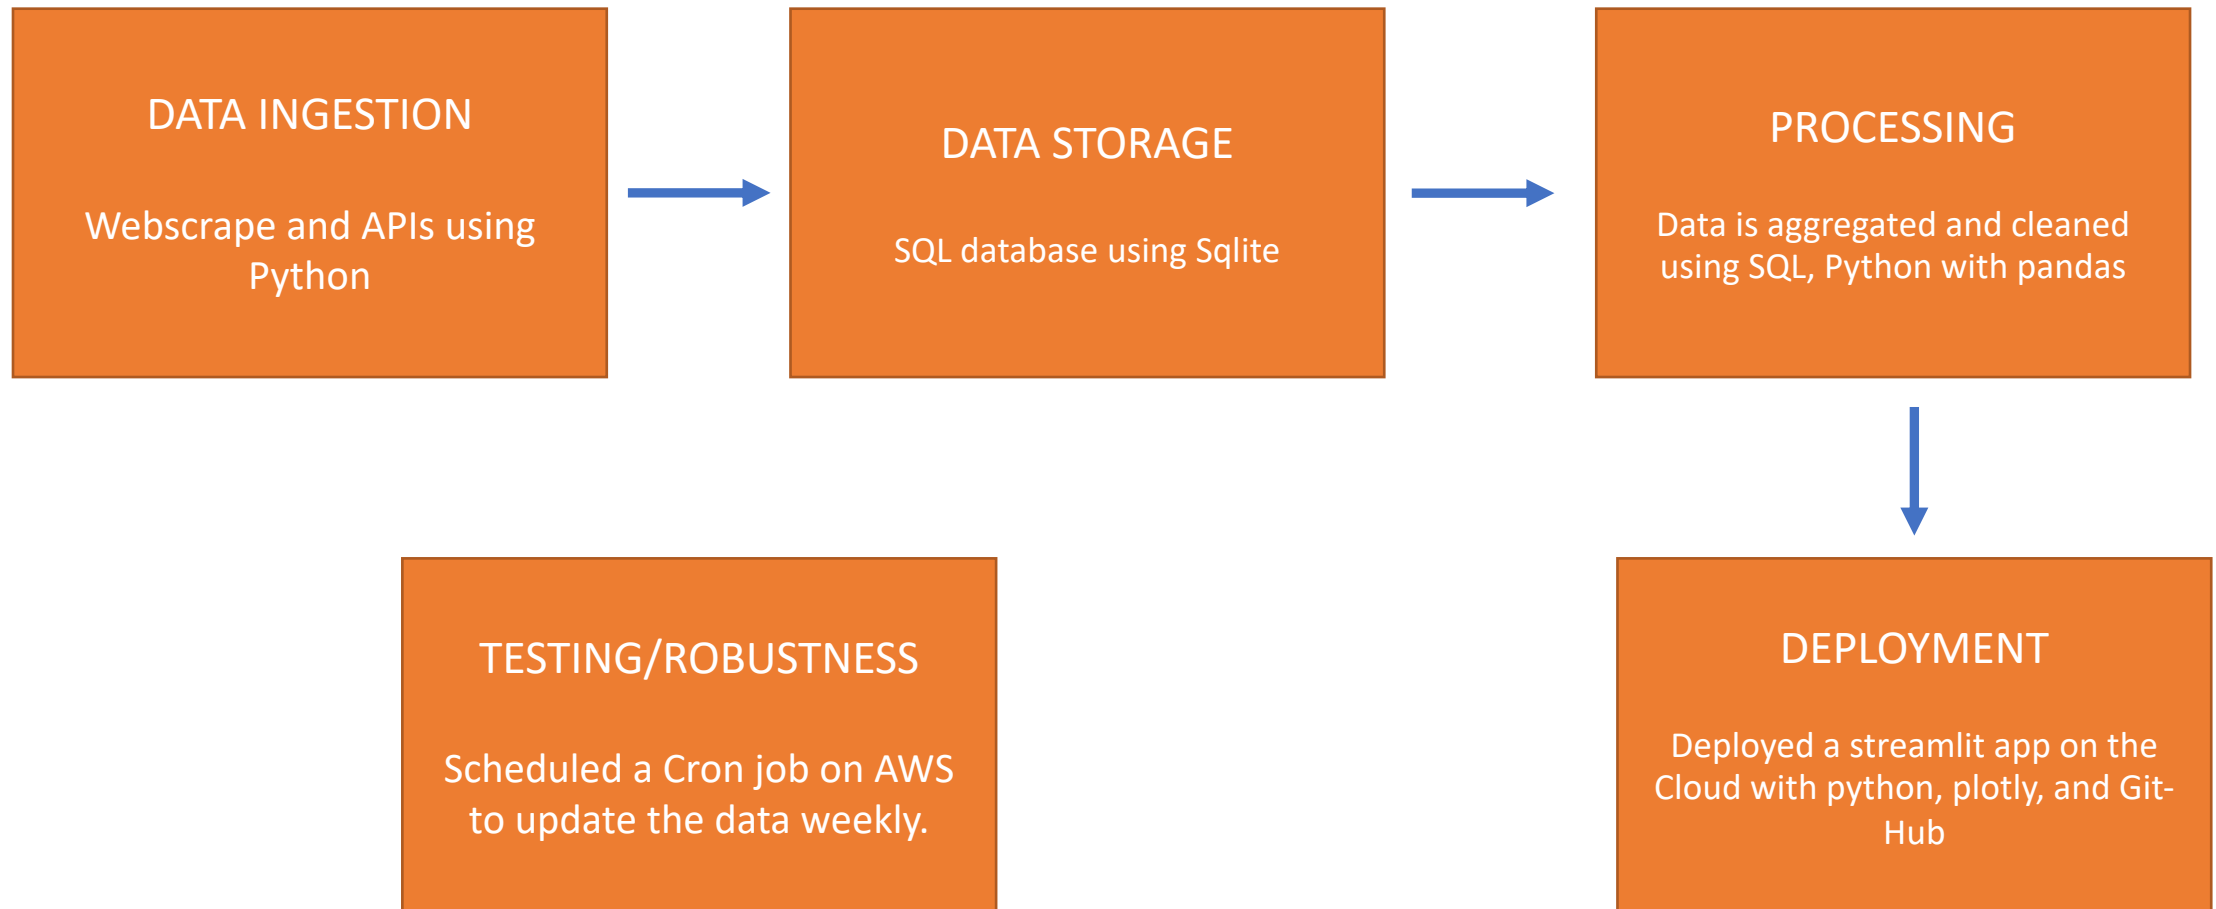 DATA INGESTION
Webscrape and APIs using
Python
DATA STORAGE
SQL database using Sqlite
PROCESSING
Data is aggregated and cleaned
using SQL, Python with pandas
TESTING/ROBUSTNESS
Scheduled a Cron job on AWS
to update the data weekly.
DEPLOYMENT
Deployed a streamlit app on the
Cloud with python, plotly, and Git-
Hub